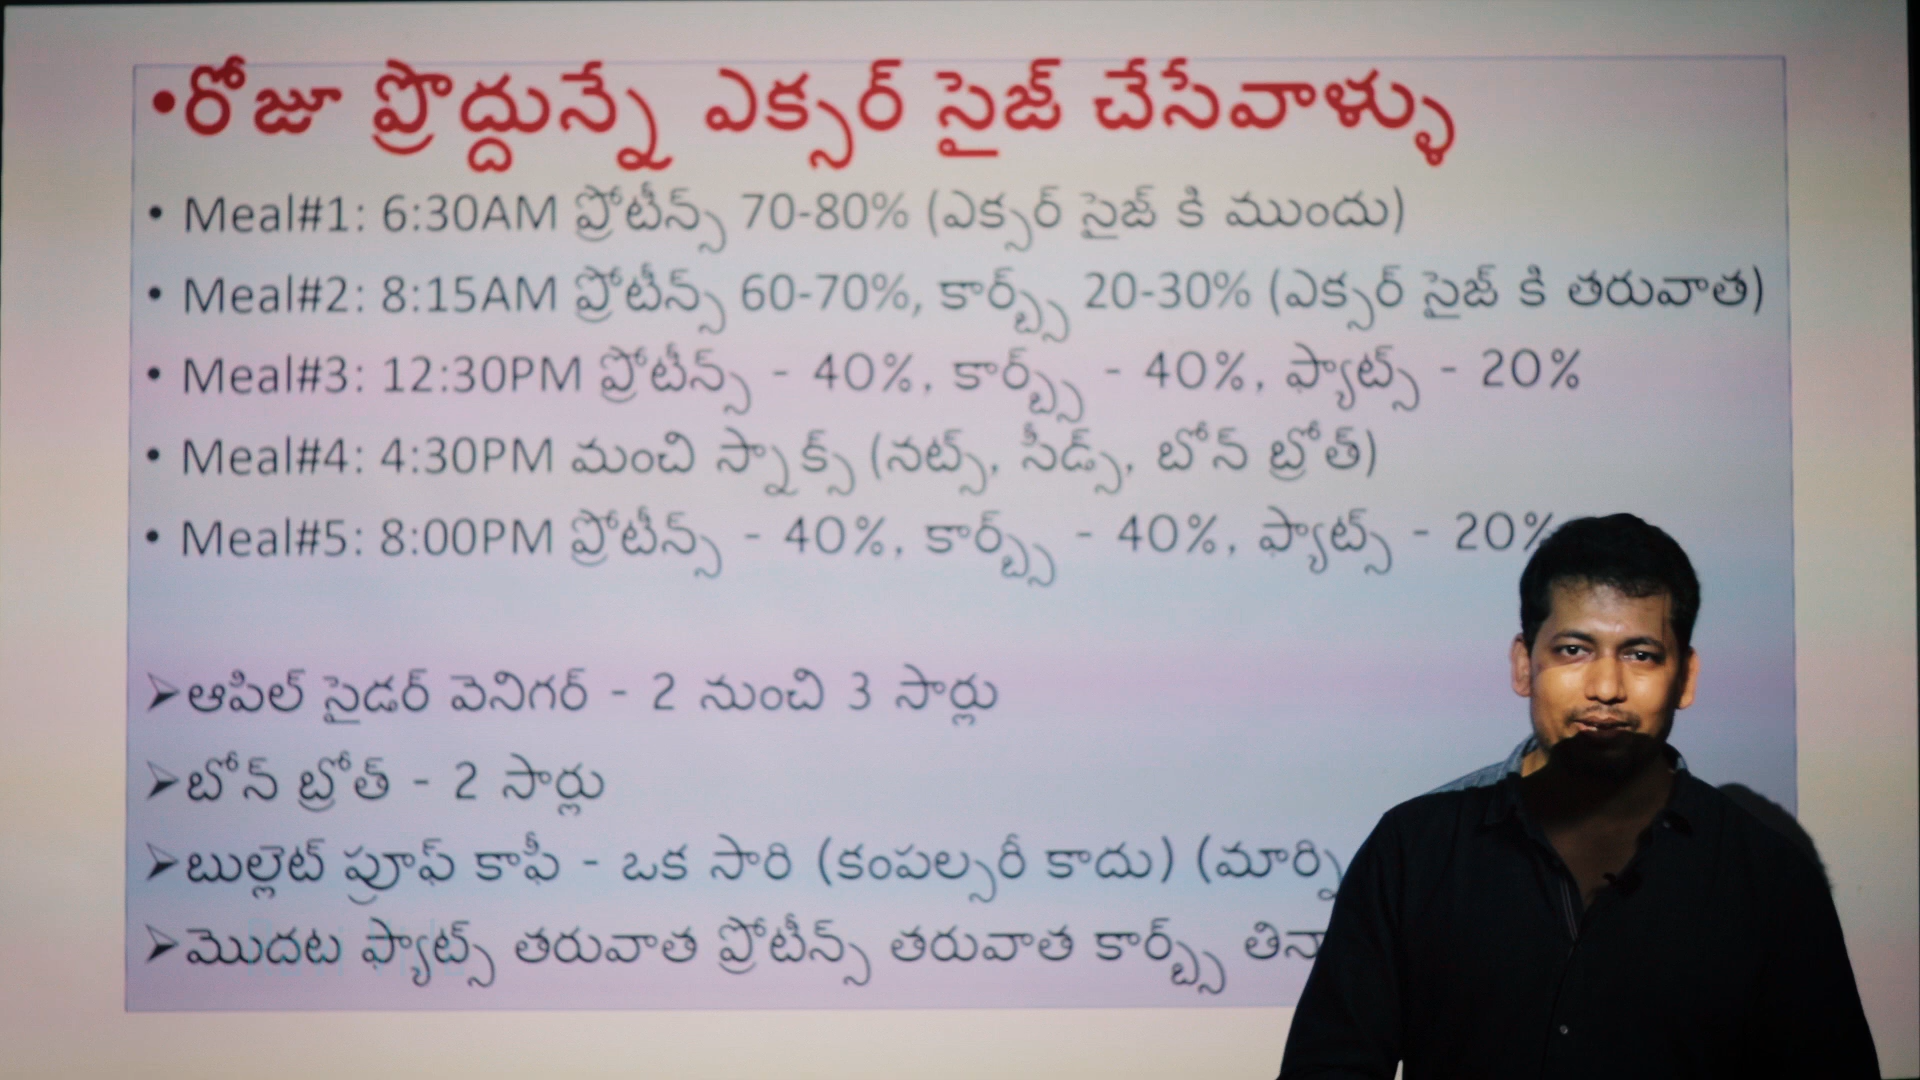 •రోజూ ప్రొద్దున్నే ఎక్సర్ సైజ్ చేసేవాళ్ళు
• Meal#1: 6:30AM ప్రోటీన్స్ 70-80% (ఎక్సర్ సైజ్ కి ముందు)
• Meal#2: 8:15AM ప్రోటీన్స్ 60-70%, కార్బ్స్ 20-30% (ఎక్సర్ సైజ్ కి తరువాత)
• Meal#3: 12:30PM ప్రోటీన్స్ - 40%, కార్బ్స్ - 40%, ఫ్యాట్స్ - 20%
• Meal#4: 4:30PM మంచి స్నాక్స్ (నట్స్, సీడ్స్, బోన్ బ్రోత్)
• Meal#5: 8:00PM ప్రోటీన్స్ - 40%, కార్బ్స్ - 40%, ఫ్యాట్స్ - 20%
➢ఆపిల్ సైడర్ వెనిగర్ - 2 నుంచి 3 సార్లు
➢బోన్ బ్రోత్ - 2 సార్లు
➢బుల్లెట్ ప్రూఫ్ కాఫీ - ఒక సారి (కంపల్సరీ కాదు)
➢మొదట ఫ్యాట్స్ తరువాత ప్రోటీన్స్ తరువాత కార్బ్స్